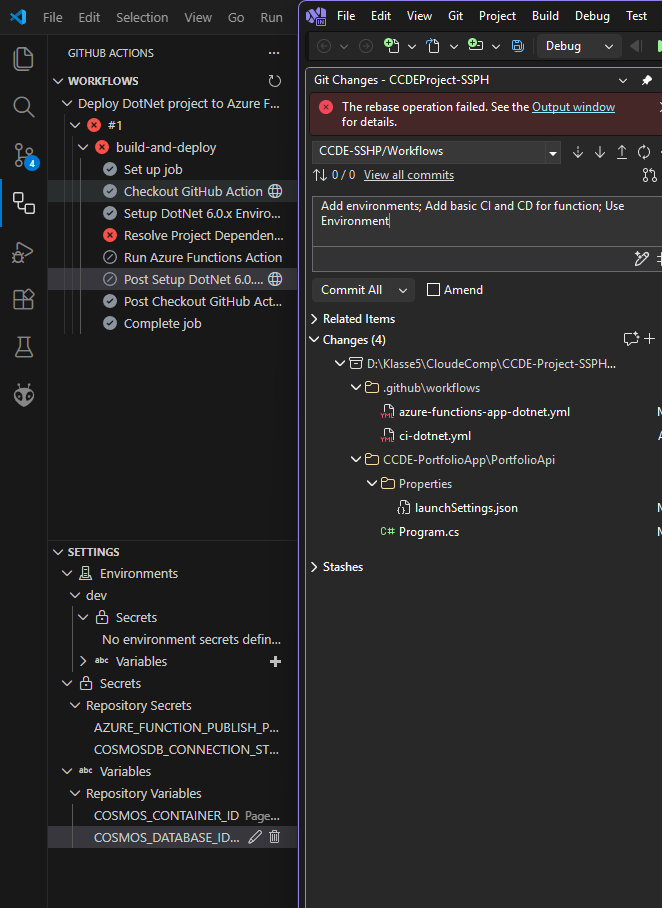 File Edit Selection View Go Run
GITHUB ACTIONS
WORKFLOWS
Deploy DotNet project to Azure F...
#1
build-and-deploy
Set up job
Checkout GitHub Action
Setup DotNet 6.0.x Enviro...
Resolve Project Dependen...
Run Azure Functions Action
Post Setup DotNet 6.0....
Post Checkout GitHub Act...
Complete job
4
SETTINGS
Environments
dev
Secrets
No environment secrets defin...
abc Variables
Secrets
Repository Secrets
AZURE_FUNCTION_PUBLISH_P...
COSMOSDB_CONNECTION_ST...
abc Variables
Repository Variables
COSMOS_CONTAINER_ID Page...
COSMOS_DATABASE_ID...
File Edit View Git Project Build Debug Test
Debug
Git Changes - CCDEProject-SSPH
The rebase operation failed. See the Output window
for details.
CCDE-SSHP/Workflows
0 / 0 View all commits
Add environments; Add basic CI and CD for function; Use
Environment
Commit All
Amend
Related Items
Changes (4)
D:\Klasse5\CloudeComp\CCDE-Project-SSPH...
.github\workflows
YML azure-functions-app-dotnet.yml M
YML ci-dotnet.yml A
CCDE-PortfolioApp\PortfolioApi
Properties
launchSettings.json M
C# Program.cs M
Stashes